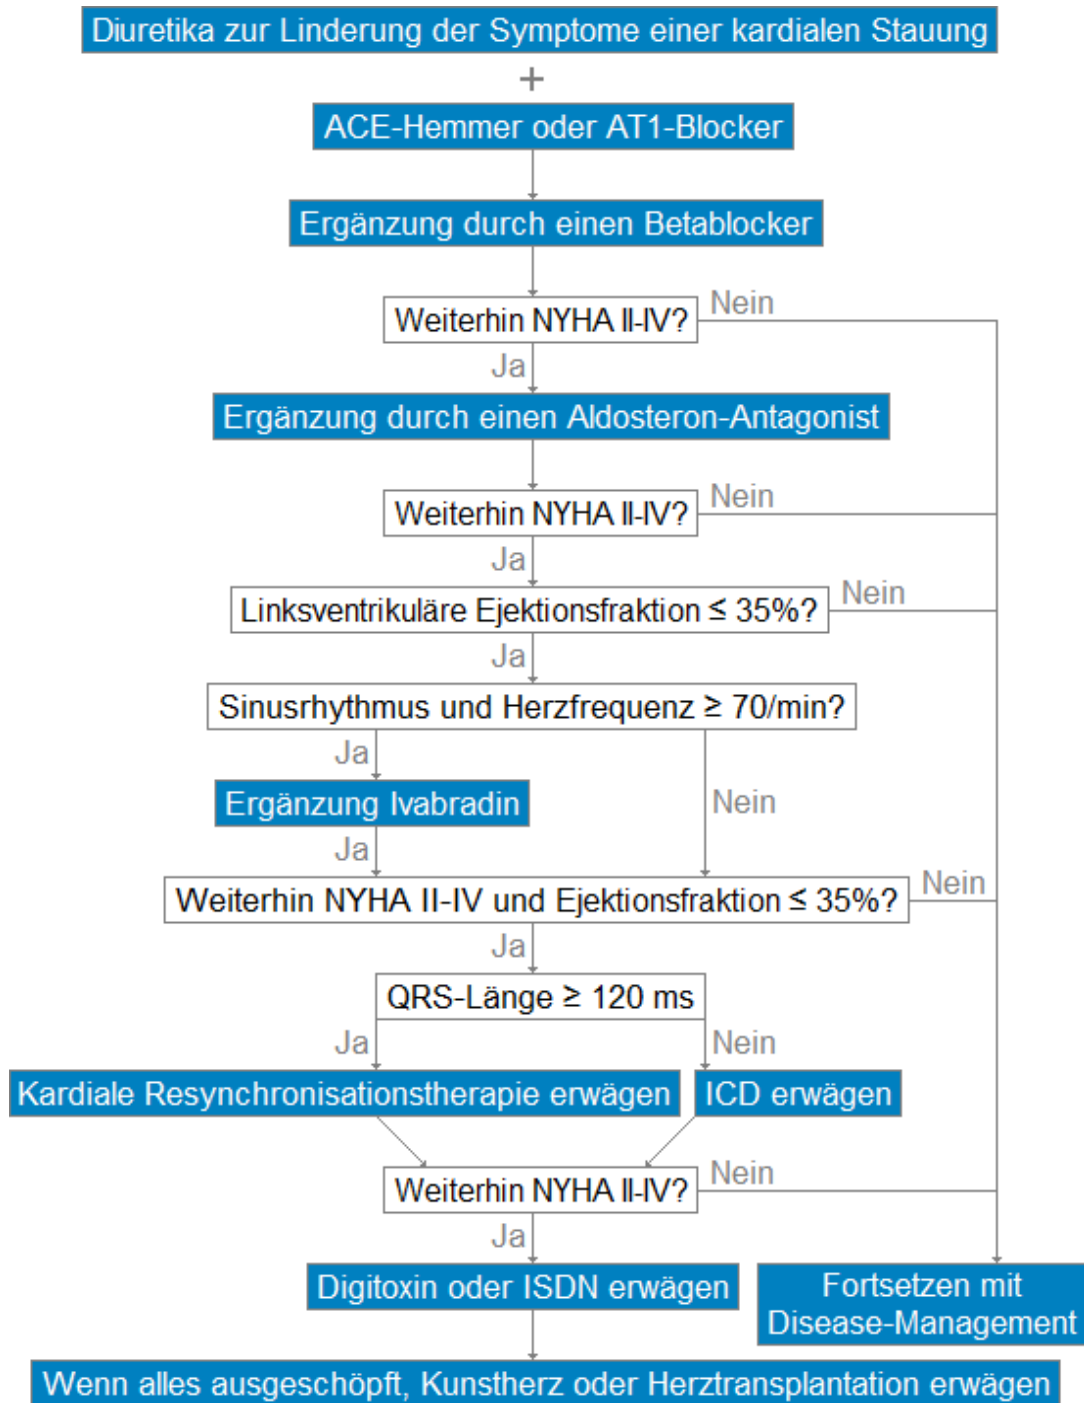 Diuretika zur Linderung der Symptome einer kardialen Stauung
+
ACE-Hemmer oder AT1-Blocker
Ergänzung durch einen Betablocker
Weiterhin NYHA II-IV?
Nein
Ja
Ergänzung durch einen Aldosteron-Antagonist
Weiterhin NYHA II-IV?
Nein
Ja
Linksventrikuläre Ejektionsfraktion ≤ 35%?
Nein
Ja
Sinusrhythmus und Herzfrequenz ≥ 70/min?
Ja
Ergänzung Ivabradin
Nein
Ja
Weiterhin NYHA II-IV und Ejektionsfraktion ≤ 35%?
Nein
Ja
QRS-Länge ≥ 120 ms
Ja
Nein
Kardiale Resynchronisationstherapie erwägen
ICD erwägen
Weiterhin NYHA II-IV?
Nein
Ja
Digitoxin oder ISDN erwägen
Fortsetzen mit
Disease-Management
Wenn alles ausgeschöpft, Kunstherz oder Herztransplantation erwägen